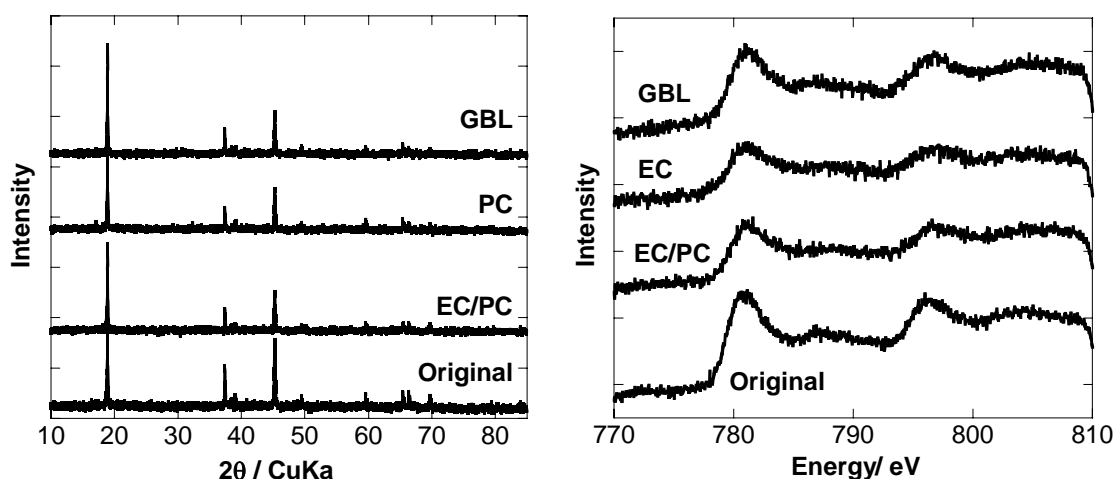 Intensity
GBL
PC
EC/PC
Original
10 20 30 40 50 60 70 80
2θ / CuKa
Intensity
GBL
EC
EC/PC
Original
770 780 790 800 810
Energy/ eV